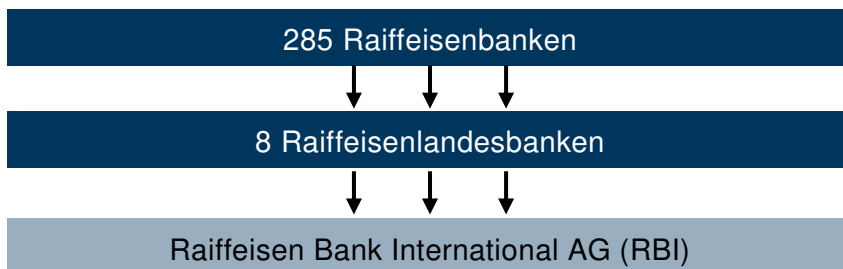 285 Raiffeisenbanken
8 Raiffeisenlandesbanken
Raiffeisen Bank International AG (RBI)